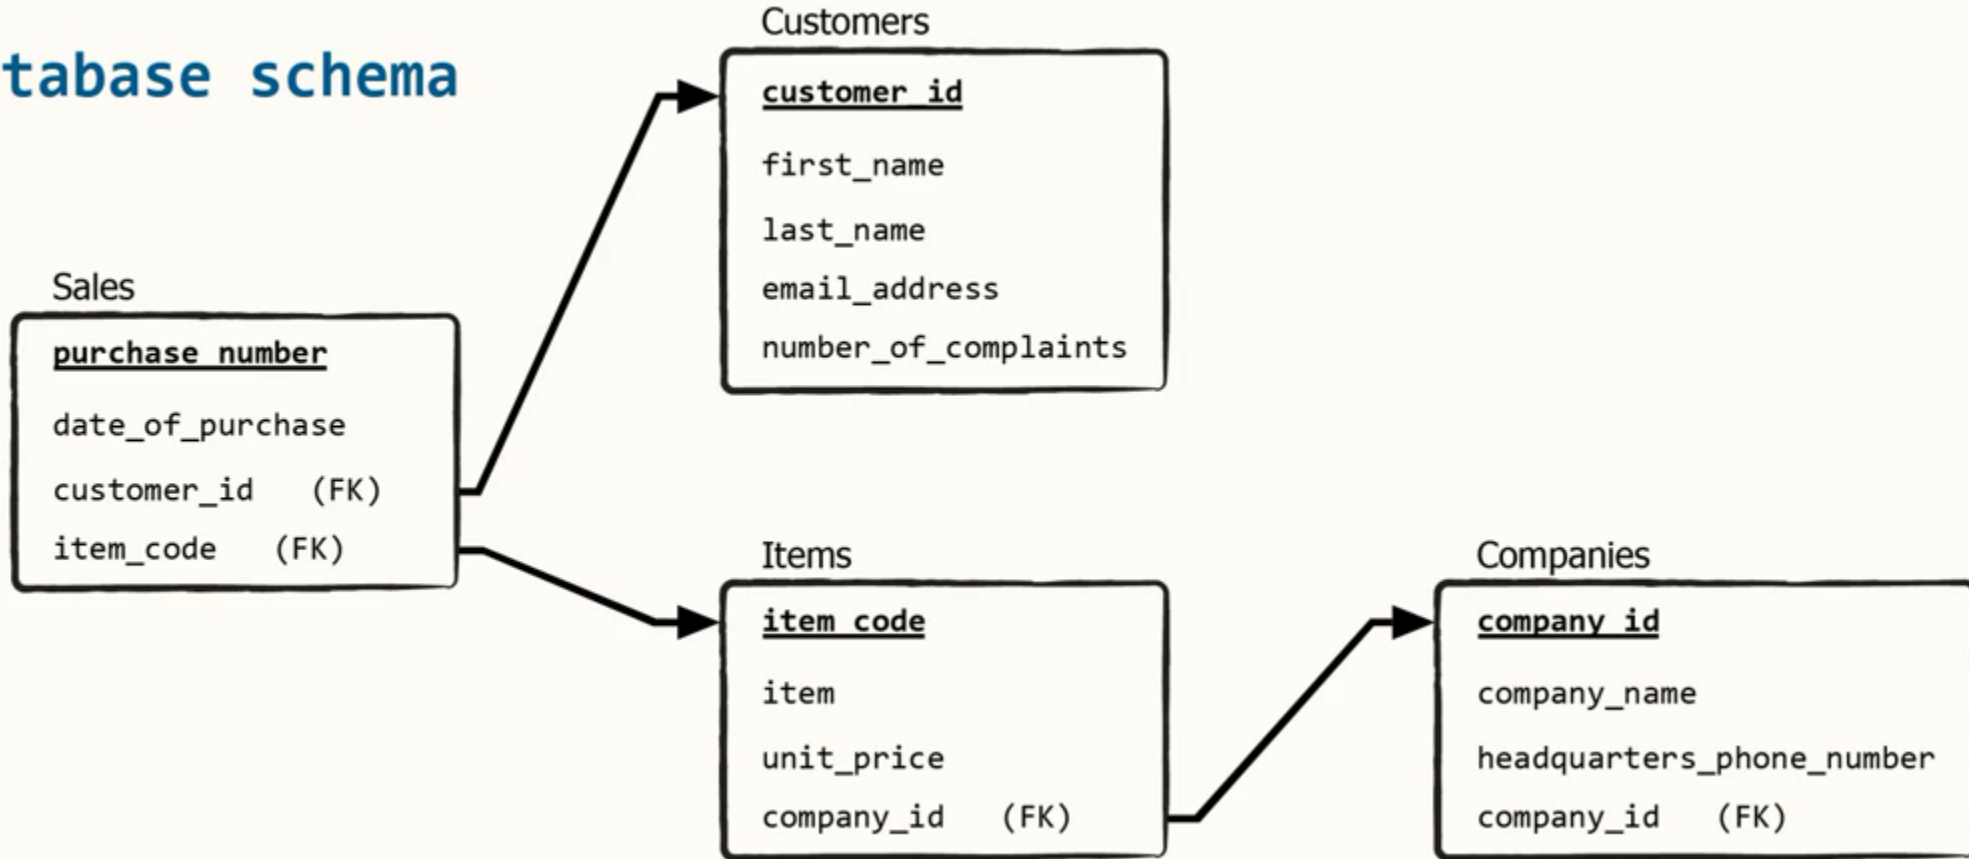 tabase schema
Customers
customer_id
first_name
last_name
email_address
number_of_complaints
Sales
purchase_number
date_of_purchase
customer_id (FK)
item_code (FK)
Items
item_code
item
unit_price
company_id (FK)
Companies
company_id
company_name
headquarters_phone_number
company_id (FK)